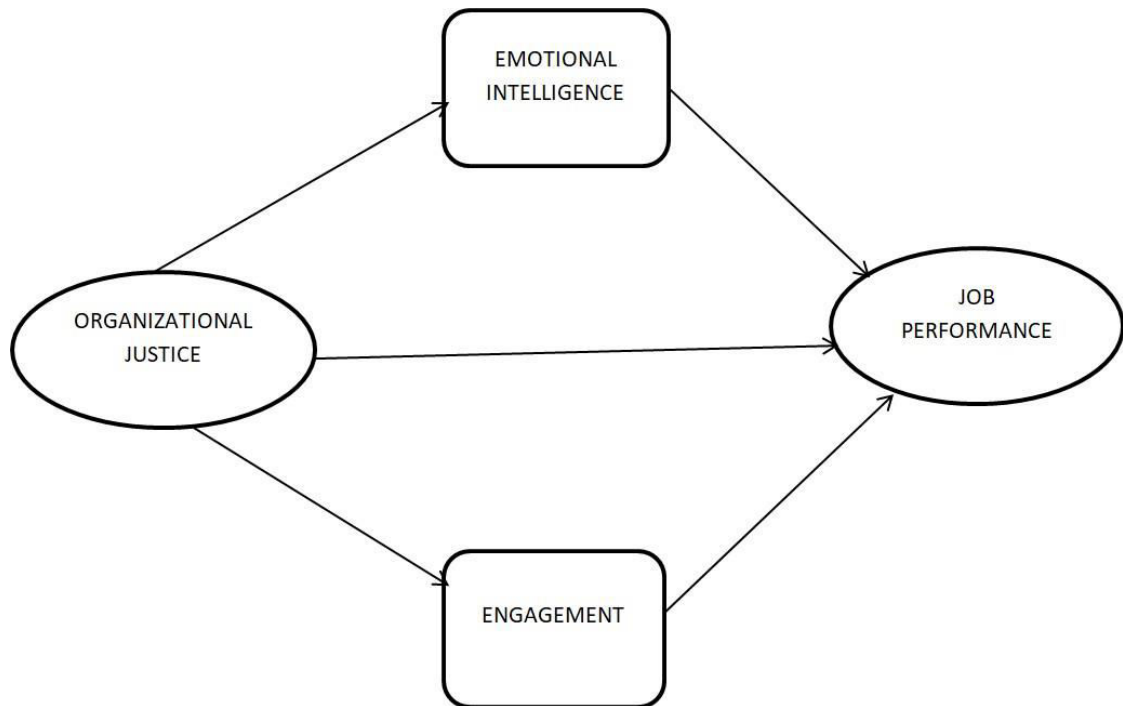 EMOTIONAL
INTELLIGENCE
ORGANIZATIONAL
JUSTICE
JOB
PERFORMANCE
ENGAGEMENT